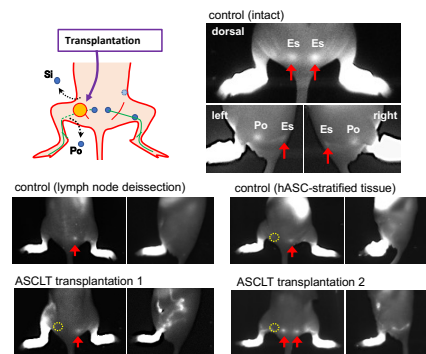 control (intact)
Transplantation
dorsal
Es Es
Si
left
Po Es
Es Po
right
Po
control (lymph node deissection)
control (hASC-stratified tissue)
ASCLT transplantation 1
ASCLT transplantation 2